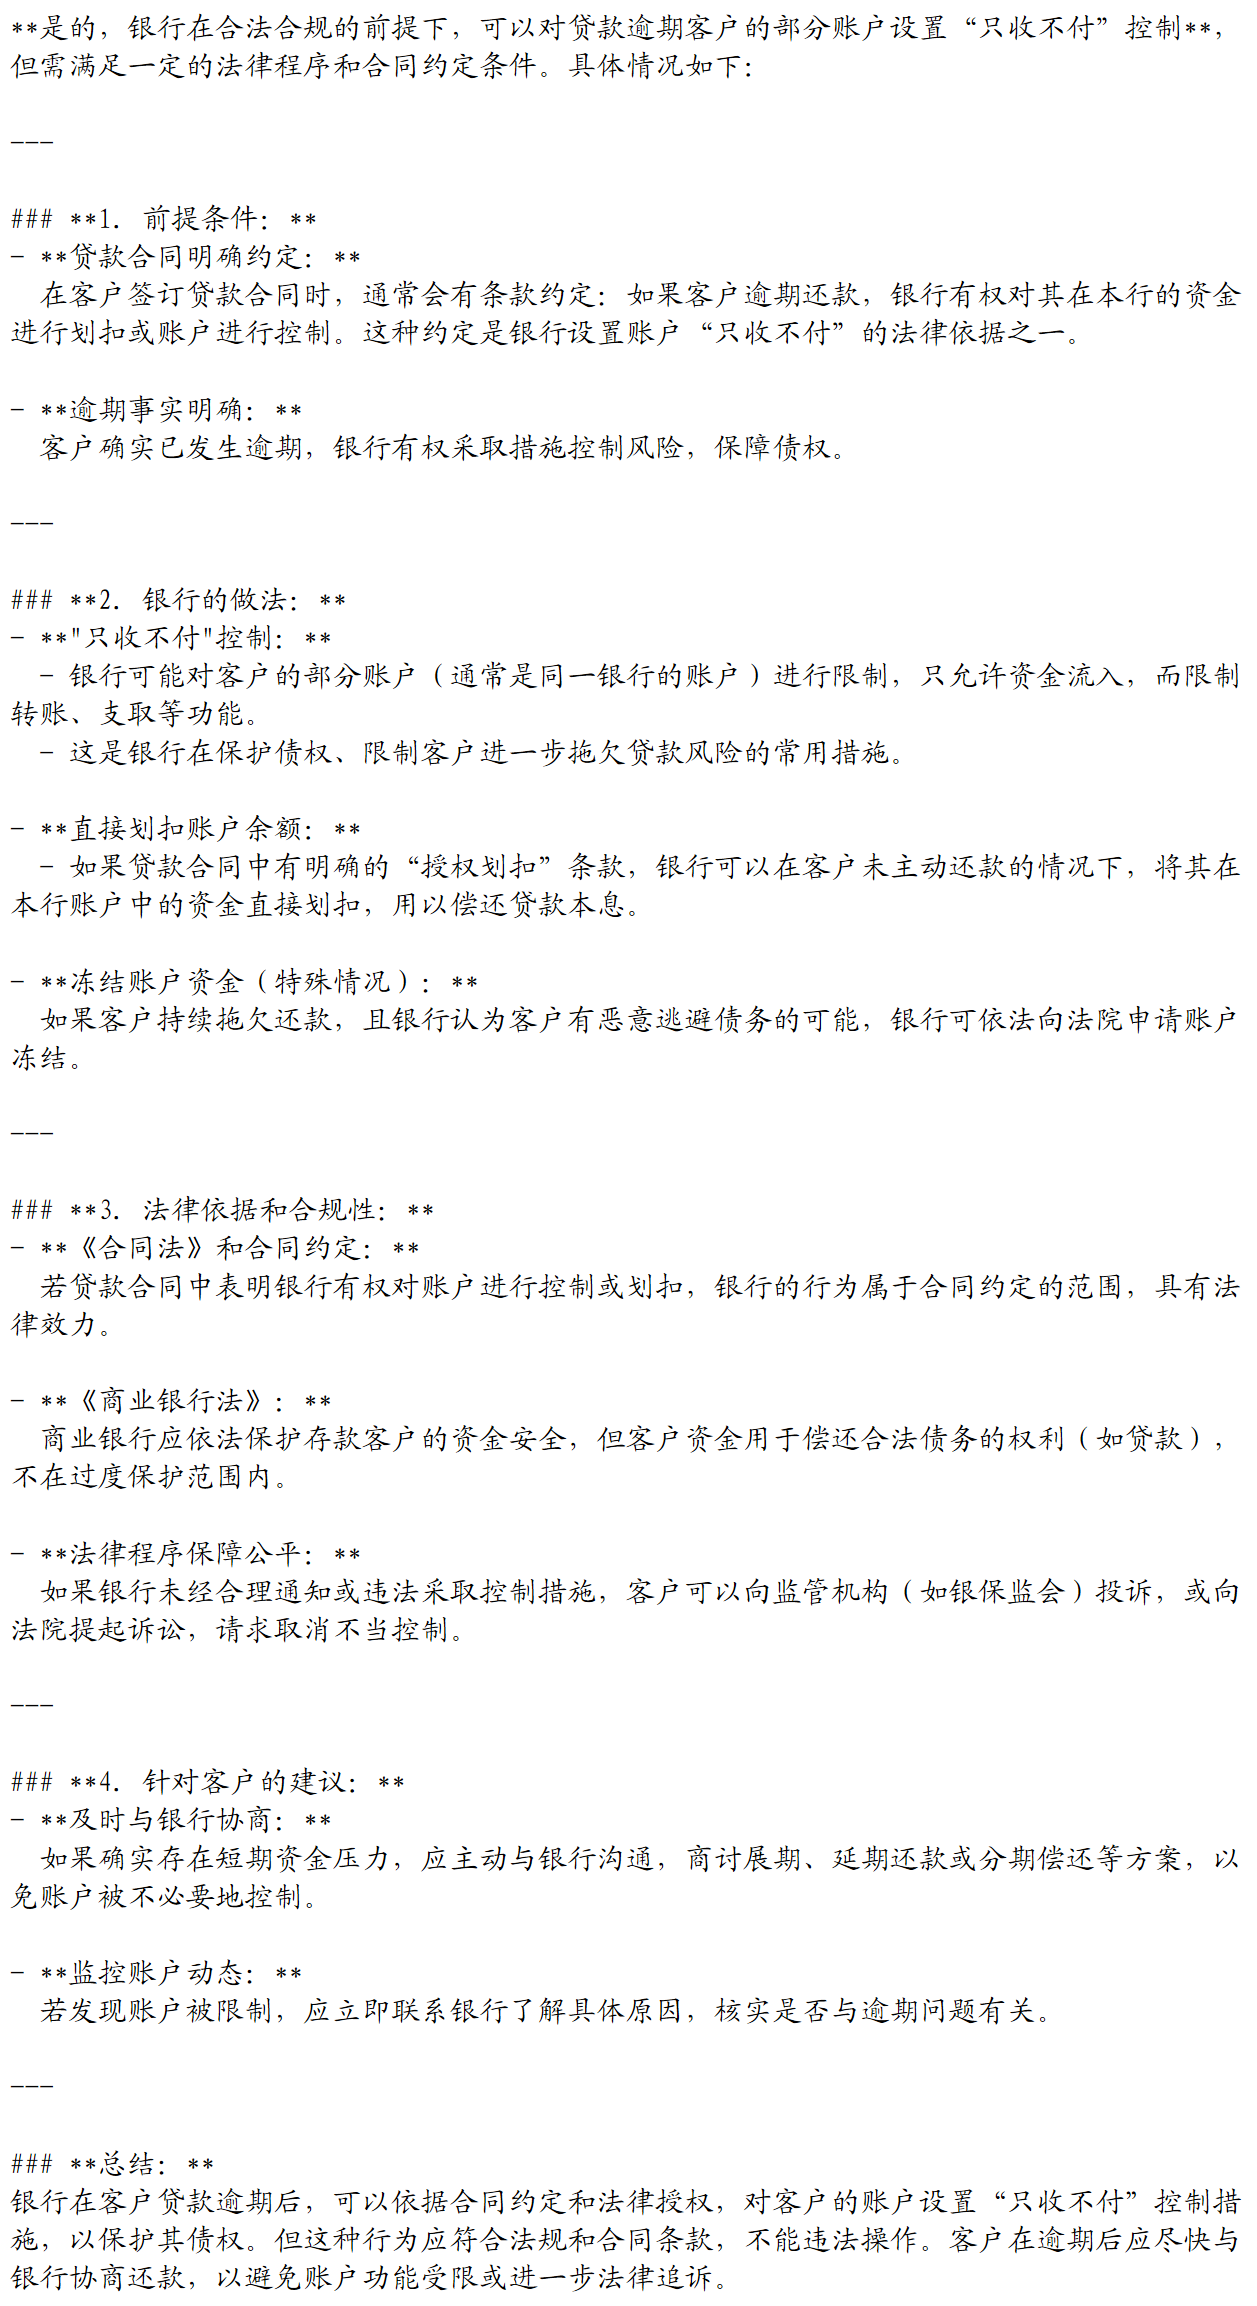 **是的，银行在合法合规的前提下，可以对贷款逾期客户的部分账户设置“只收不付”控制**，
但需满足一定的法律程序和合同约定条件。具体情况如下：
---
### **1. 前提条件：**
- **贷款合同明确约定：**
在客户签订贷款合同时，通常会有条款约定：如果客户逾期还款，银行有权对其在本行的资金
进行划扣或账户进行控制。这种约定是银行设置账户“只收不付”的法律依据之一。
- **逾期事实明确：**
客户确实已发生逾期，银行有权采取措施控制风险，保障债权。
---
### **2. 银行的做法：**
- **"只收不付"控制：**
- 银行可能对客户的部分账户（通常是同一银行的账户）进行限制，只允许资金流入，而限制
转账、支取等功能。
- 这是银行在保护债权、限制客户进一步拖欠贷款风险的常用措施。
- **直接划扣账户余额：**
- 如果贷款合同中有明确的“授权划扣”条款，银行可以在客户未主动还款的情况下，将其在
本行账户中的资金直接划扣，用以偿还贷款本息。
- **冻结账户资金（特殊情况）：**
如果客户持续拖欠还款，且银行认为客户有恶意逃避债务的可能，银行可依法向法院申请账户
冻结。
---
### **3. 法律依据和合规性：**
- **《合同法》和合同约定：**
若贷款合同中表明银行有权对账户进行控制或划扣，银行的行为属于合同约定的范围，具有法
律效力。
- **《商业银行法》：**
商业银行应依法保护存款客户的资金安全，但客户资金用于偿还合法债务的权利（如贷款），
不在过度保护范围内。
- **法律程序保障公平：**
如果银行未经合理通知或违法采取控制措施，客户可以向监管机构（如银保监会）投诉，或向
法院提起诉讼，请求取消不当控制。
---
### **4. 针对客户的建议：**
- **及时与银行协商：**
如果确实存在短期资金压力，应主动与银行沟通，商讨展期、延期还款或分期偿还等方案，以
免账户被不必要地控制。
- **监控账户动态：**
若发现账户被限制，应立即联系银行了解具体原因，核实是否与逾期问题有关。
---
### **总结：**
银行在客户贷款逾期后，可以依据合同约定和法律授权，对客户的账户设置“只收不付”控制措
施，以保护其债权。但这种行为应符合法规和合同条款，不能违法操作。客户在逾期后应尽快与
银行协商还款，以避免账户功能受限或进一步法律追诉。